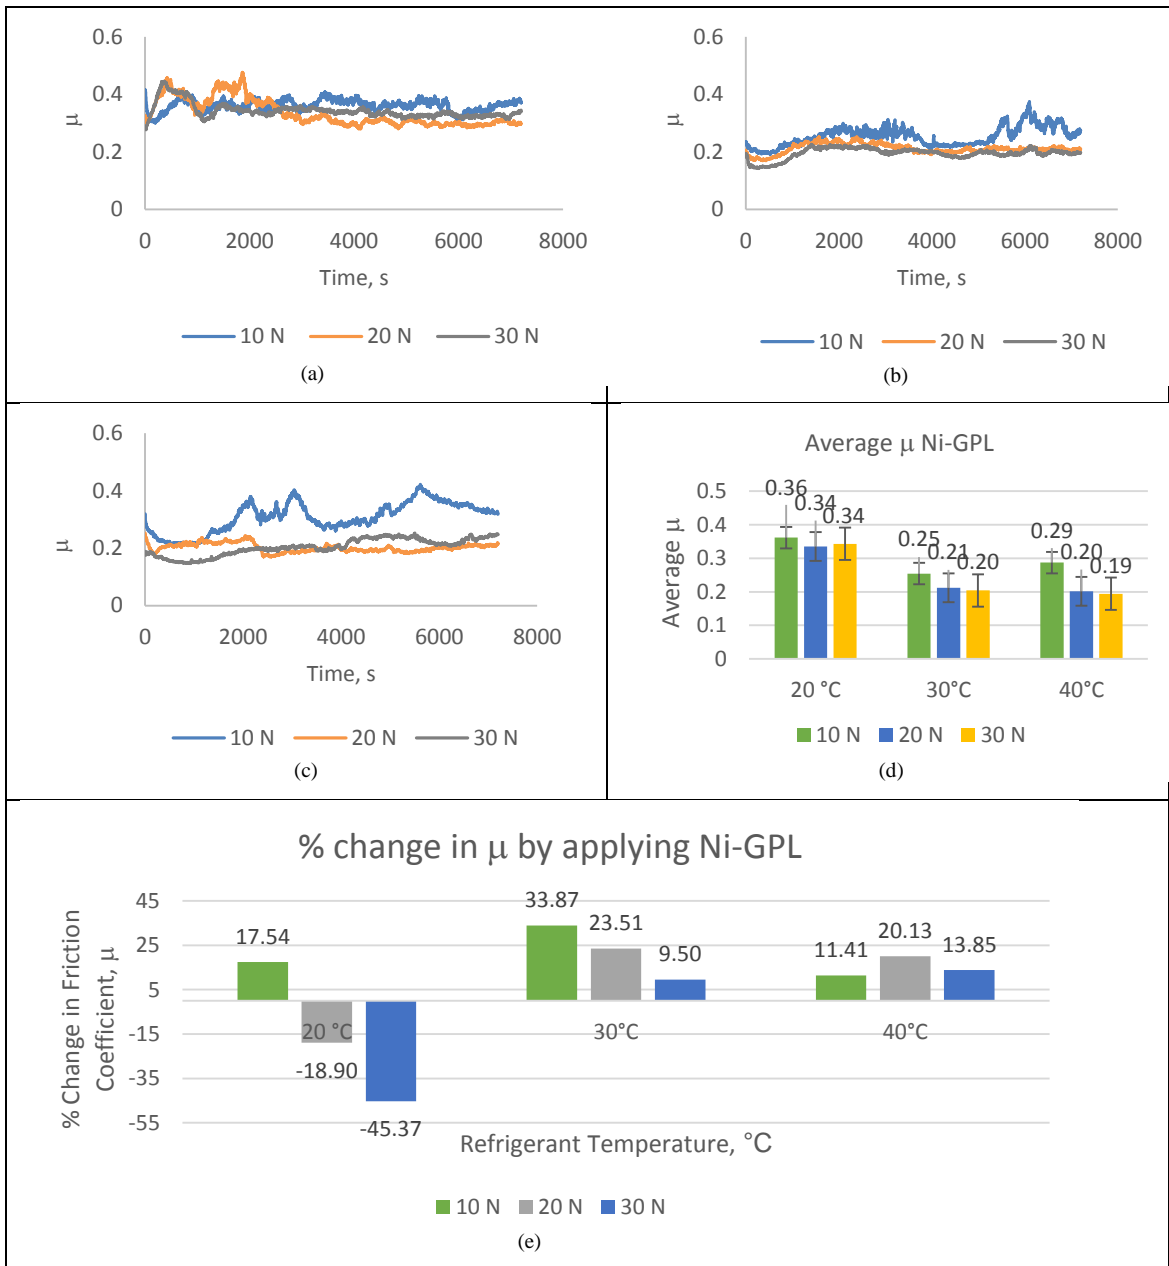 0.6
0.4
0.2
0
μ
0 2000 4000 6000 8000
Time, s
10 N 20 N 30 N
(a)
0.6
0.4
0.2
0
μ
0 2000 4000 6000 8000
Time, s
10 N 20 N 30 N
(b)
0.6
0.4
0.2
0
μ
0 2000 4000 6000 8000
Time, s
10 N 20 N 30 N
(c)
Average μ Ni-GPL
0.5
0.4
0.3
0.2
0.1
0
Average μ
0.36 0.34 0.34
0.25 0.21 0.20
0.29 0.20 0.19
20 °C 30°C 40°C
10 N 20 N 30 N
(d)
% change in μ by applying Ni-GPL
45
25
5
-15
-35
-55
% Change in Friction
Coefficient, μ
17.54 -18.90 -45.37
33.87 23.51 9.50
11.41 20.13 13.85
20 °C 30°C 40°C
Refrigerant Temperature, °C
10 N 20 N 30 N
(e)